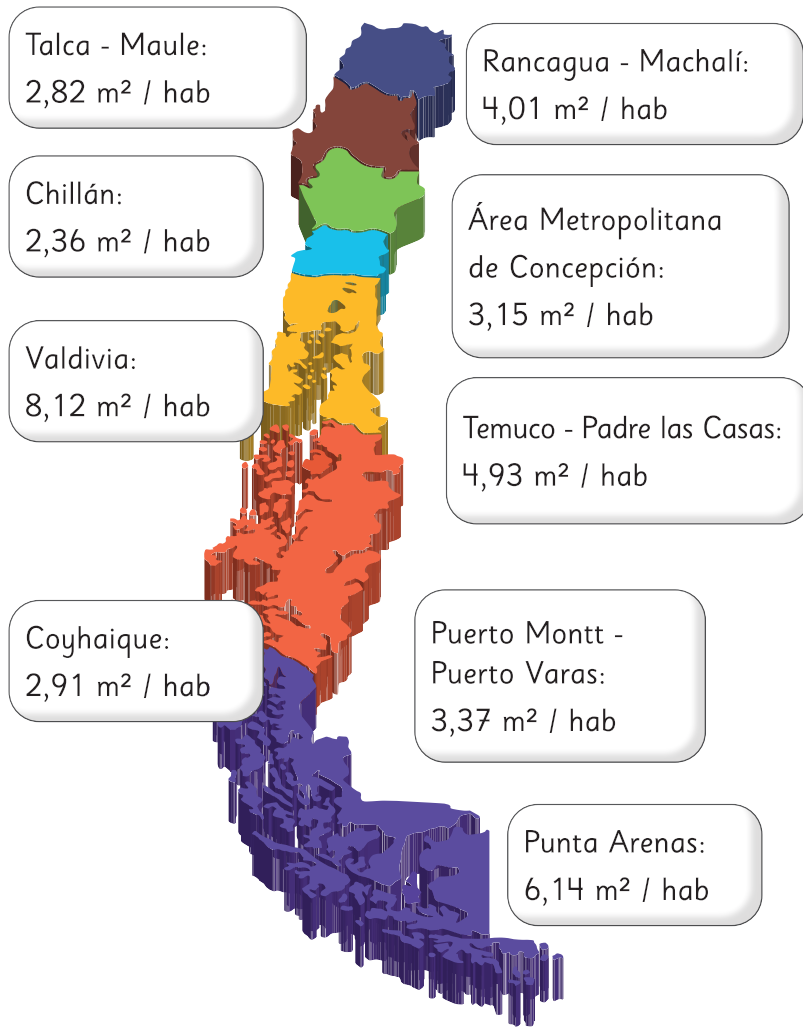 Talca - Maule:
2,82 m² / hab
Rancagua - Machalí:
4,01 m² / hab
Chillán:
2,36 m² / hab
Área Metropolitana
de Concepción:
3,15 m² / hab
Valdivia:
8,12 m² / hab
Temuco - Padre las Casas:
4,93 m² / hab
Coyhaique:
2,91 m² / hab
Puerto Montt -
Puerto Varas:
3,37 m² / hab
Punta Arenas:
6,14 m² / hab